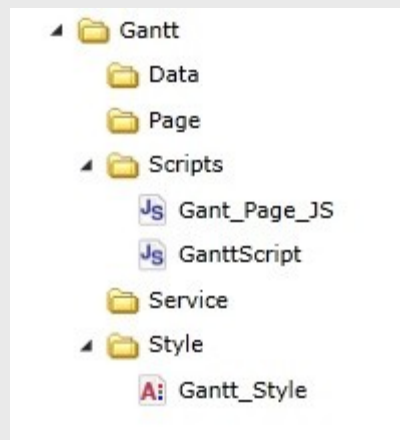 Gantt
Data
Page
Scripts
Gant_Page_JS
GanttScript
Service
Style
Gantt_Style